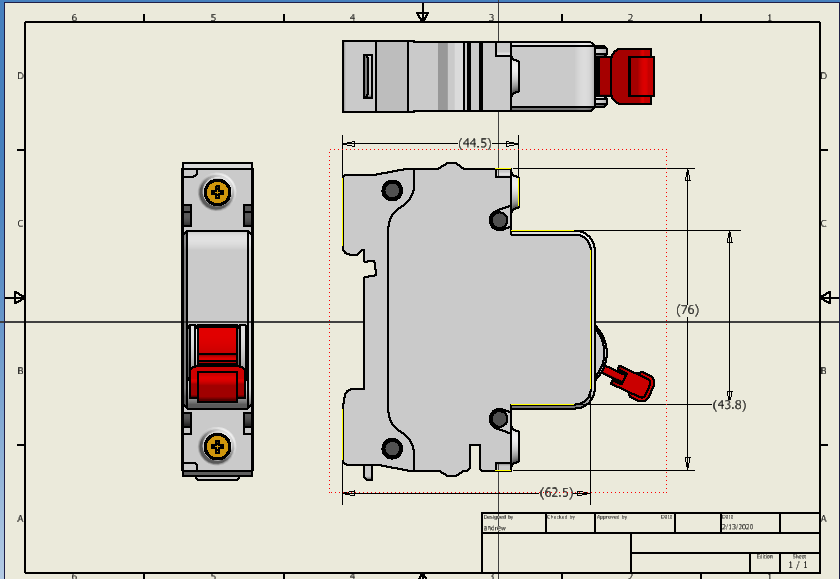 6 5 4 3 2 1
D D
(44.5)
C C
(76)
B B
(43.8)
(62.5)
Designed by Checked by Approved by Date Date
andrew 2/13/2020
A A
Edition Sheet
1 / 1
6 5 4 3 2 1